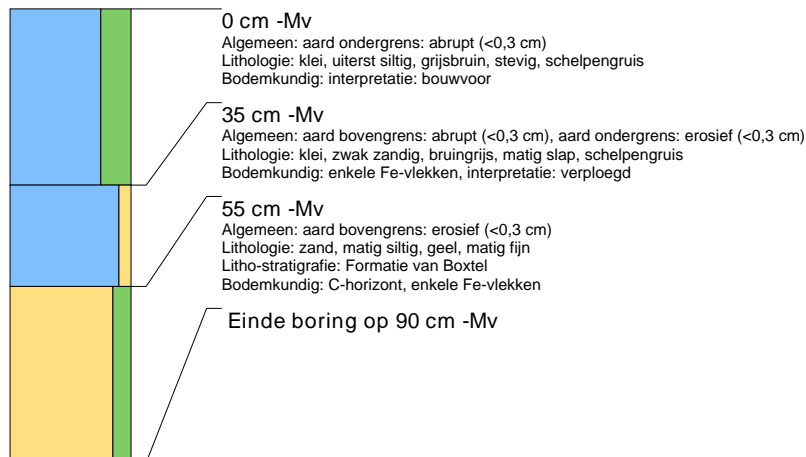 0 cm -Mv
Algemeen: aard ondergrens: abrupt (<0,3 cm)
Lithologie: klei, uiterst siltig, grijsbruin, stevig, schelpengruis
Bodemkundig: interpretatie: bouwvoor
35 cm -Mv
Algemeen: aard bovengrens: abrupt (<0,3 cm), aard ondergrens: erosief (<0,3 cm)
Lithologie: klei, zwak zandig, bruingrijs, matig slap, schelpengruis
Bodemkundig: enkele Fe-vlekken, interpretatie: verploegd
55 cm -Mv
Algemeen: aard bovengrens: erosief (<0,3 cm)
Lithologie: zand, matig siltig, geel, matig fijn
Litho-stratigrafie: Formatie van Boxtel
Bodemkundig: C-horizont, enkele Fe-vlekken
Einde boring op 90 cm -Mv